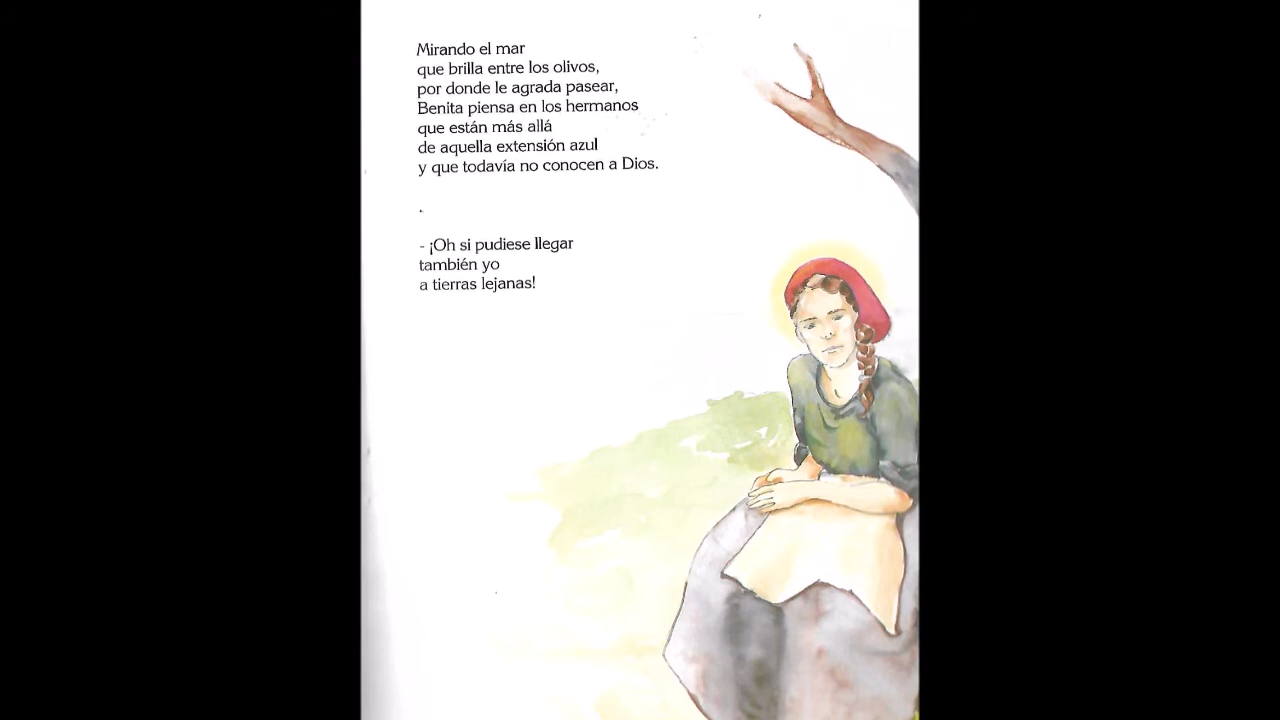 Mirando el mar
que brilla entre los olivos,
por donde le agrada pasear,
Benita piensa en los hermanos
que están más allá
de aquella extensión azul
y que todavía no conocen a Dios.
- ¡Oh si pudiese llegar
también yo
a tierras lejanas!